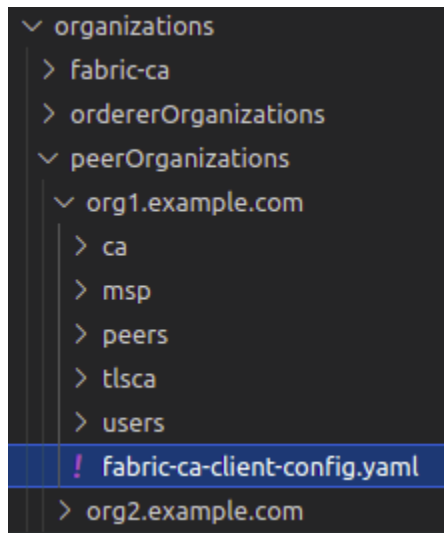 organizations
fabric-ca
ordererOrganizations
peerOrganizations
org1.example.com
ca
msp
peers
tlsca
users
! fabric-ca-client-config.yaml
org2.example.com